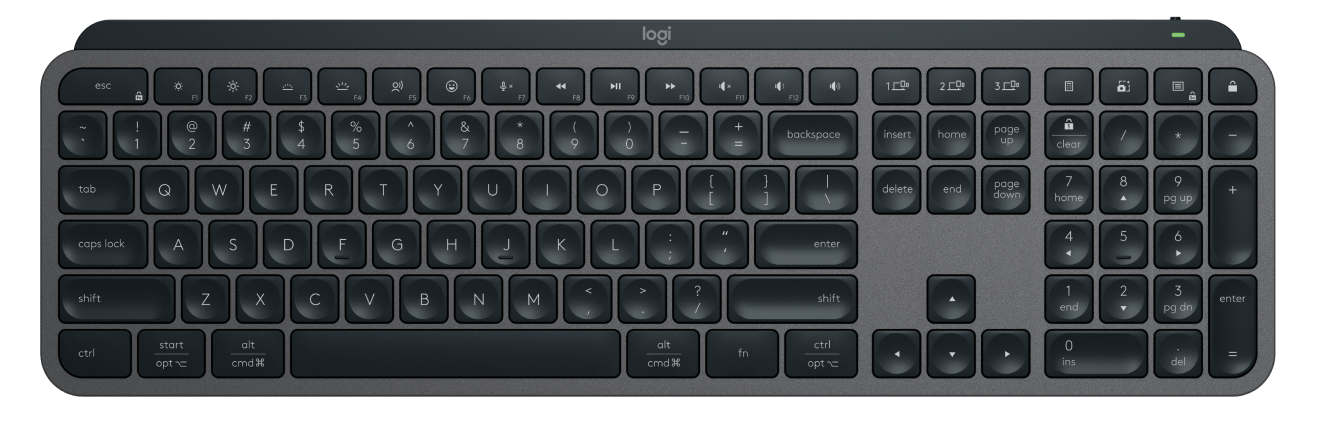 logi
esc F1 F2 F3 F4 F5 F6 F7 F8 F9 F10 F11 F12 1 2 3
~ ` ! 1 @ 2 # 3 $ 4 % 5 ^ 6 & 7 * 8 ( 9 ) 0 — - + = backspace insert home page up clear / * −
tab Q W E R T Y U I O P { [ } ] | \ delete end page down 7 home 8 9 pg up +
caps lock A S D F G H J K L : ; “ ‘ enter 4 5 6
shift Z X C V B N M < , > . ? / shift 1 end 2 3 pg dn enter =
ctrl start opt ⌥ alt cmd ⌘ alt cmd ⌘ fn ctrl opt ⌥ 0 ins . del